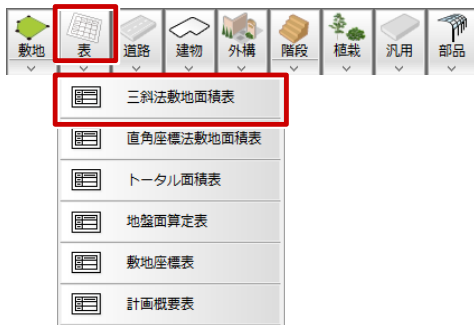 敷地 表 道路 建物 外構 階段 植栽 汎用 部品
三斜法敷地面積表
直角座標法敷地面積表
トータル面積表
地盤面算定表
敷地座標表
計画概要表